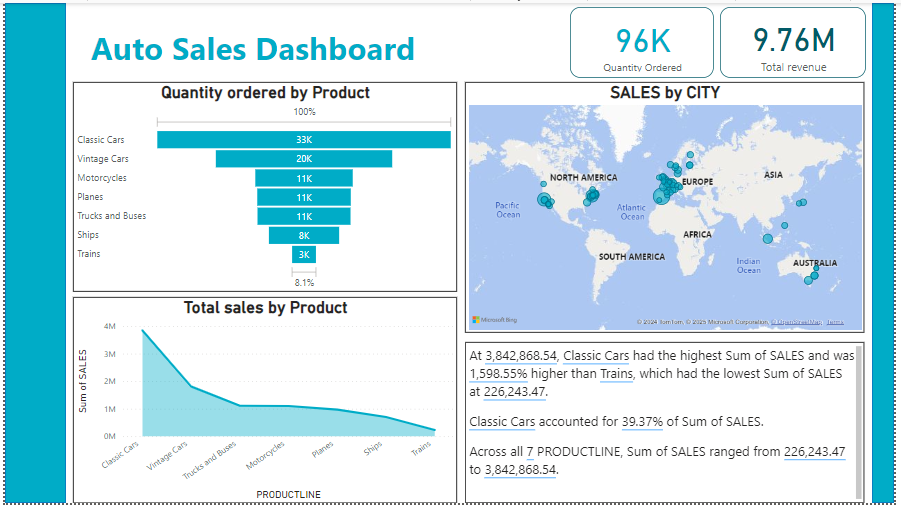 Auto Sales Dashboard
96K
Quantity Ordered
9.76M
Total revenue
Quantity ordered by Product
100%
Classic Cars
33K
Vintage Cars
20K
Motorcycles
11K
Planes
11K
Trucks and Buses
11K
Ships
8K
Trains
3K
8.1%
SALES by CITY
NORTH AMERICA
EUROPE
ASIA
Pacific
Ocean
Atlantic
Ocean
AFRICA
SOUTH AMERICA
Indian
Ocean
AUSTRALIA
Microsoft Bing
© 2024 TomTom, © 2025 Microsoft Corporation, © OpenStreetMap Terms
Total sales by Product
Sum of SALES
4M
3M
2M
1M
0M
Classic Cars
Vintage Cars
Trucks and Buses
Motorcycles
Planes
Ships
Trains
PRODUCTLINE
At 3,842,868.54, Classic Cars had the highest Sum of SALES and was
1,598.55% higher than Trains, which had the lowest Sum of SALES
at 226,243.47.
Classic Cars accounted for 39.37% of Sum of SALES.
Across all 7 PRODUCTLINE, Sum of SALES ranged from 226,243.47
to 3,842,868.54.